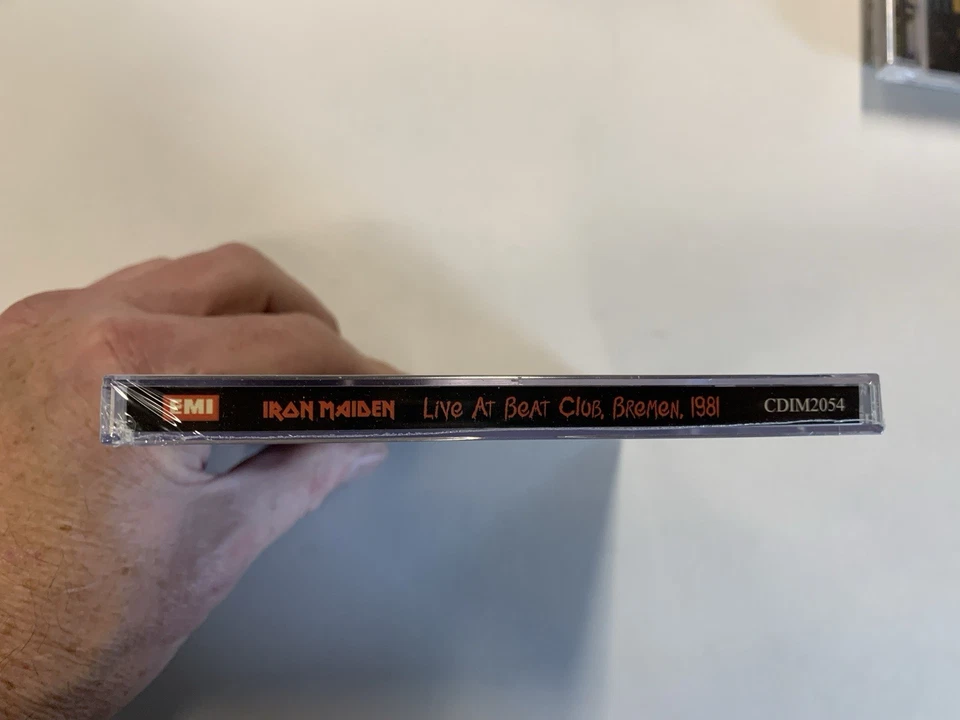 EMI IRON MAIDEN Live At Beat Club, Bremen, 1981 CDIM2054